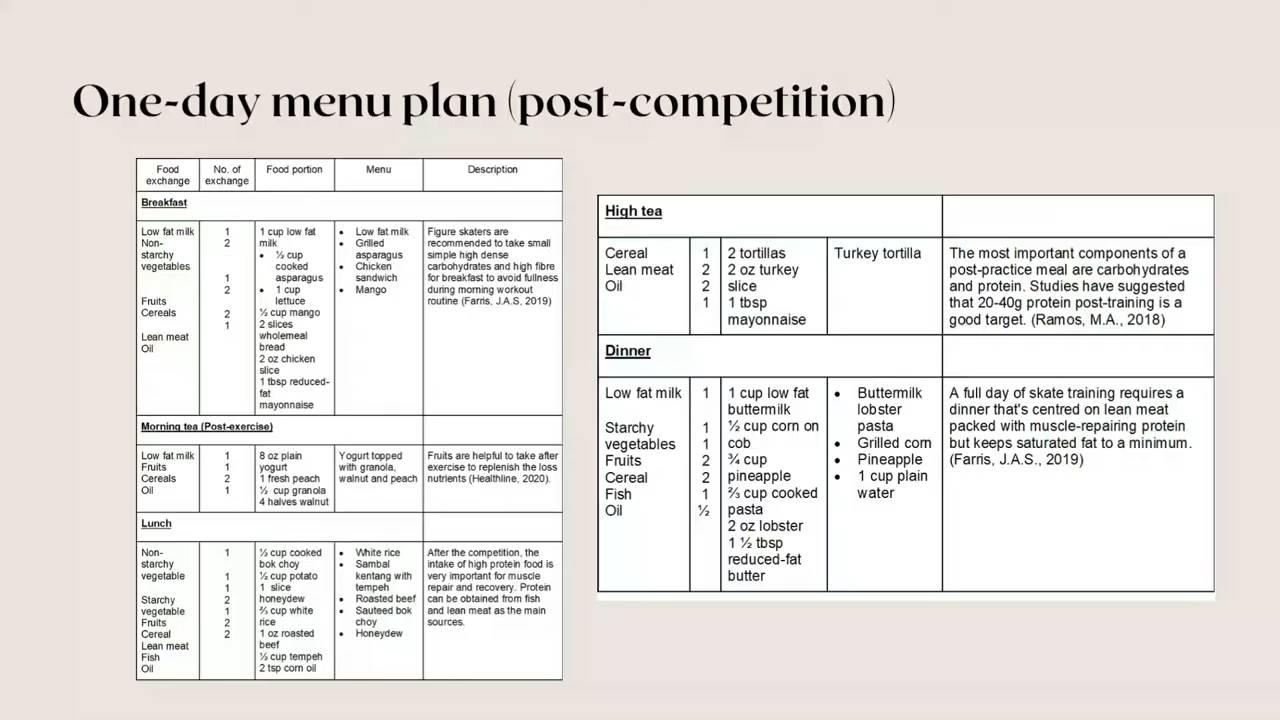 One-day menu plan (post-competition)
Food exchange
No. of exchange
Food portion
Menu
Description
Breakfast
Low fat milk
Non-
starchy
vegetables
Fruits
Cereals
Lean meat
Oil
1
2
1
2
2
1
1 cup low fat
milk
• ½ cup
cooked
asparagus
• 1 cup
lettuce
½ cup mango
2 slices
wholemeal
bread
2 oz chicken
slice
1 tbsp reduced-
fat
mayonnaise
• Low fat milk
• Grilled
asparagus
• Chicken
sandwich
• Mango
Figure skaters are
recommended to take small
simple high dense
carbohydrates and high fibre
for breakfast to avoid fullness
during morning workout
routine (Farris, J.A.S, 2019)
Morning tea (Post-exercise)
Low fat milk
Fruits
Cereals
Oil
1
1
2
1
8 oz plain
yogurt
1 fresh peach
½ cup granola
4 halves walnut
Yogurt topped
with granola,
walnut and peach
Fruits are helpful to take after
exercise to replenish the loss
nutrients (Healthline, 2020).
Lunch
Non-
starchy
vegetable
Starchy
vegetable
Fruits
Cereal
Lean meat
Fish
Oil
1
1
1
2
1
2
2
½ cup cooked
bok choy
½ cup potato
1 slice
honeydew
⅔ cup white
rice
1 oz roasted
beef
½ cup tempeh
2 tsp corn oil
• White rice
• Sambal
kentang with
tempeh
• Roasted beef
• Sauteed bok
choy
• Honeydew
After the competition, the
intake of high protein food is
very important for muscle
repair and recovery. Protein
can be obtained from fish
and lean meat as the main
sources.
High tea
Cereal
Lean meat
Oil
1
2
2
1
2 tortillas
2 oz turkey
slice
1 tbsp
mayonnaise
Turkey tortilla
The most important components of a
post-practice meal are carbohydrates
and protein. Studies have suggested
that 20-40g protein post-training is a
good target. (Ramos, M.A., 2018)
Dinner
Low fat milk
Starchy
vegetables
Fruits
Cereal
Fish
Oil
1
1
1
2
2
1
½
1 cup low fat
buttermilk
½ cup corn on
cob
¾ cup
pineapple
⅔ cup cooked
pasta
2 oz lobster
1 ½ tbsp
reduced-fat
butter
• Buttermilk
lobster
pasta
• Grilled corn
• Pineapple
• 1 cup plain
water
A full day of skate training requires a
dinner that's centred on lean meat
packed with muscle-repairing protein
but keeps saturated fat to a minimum.
(Farris, J.A.S., 2019)